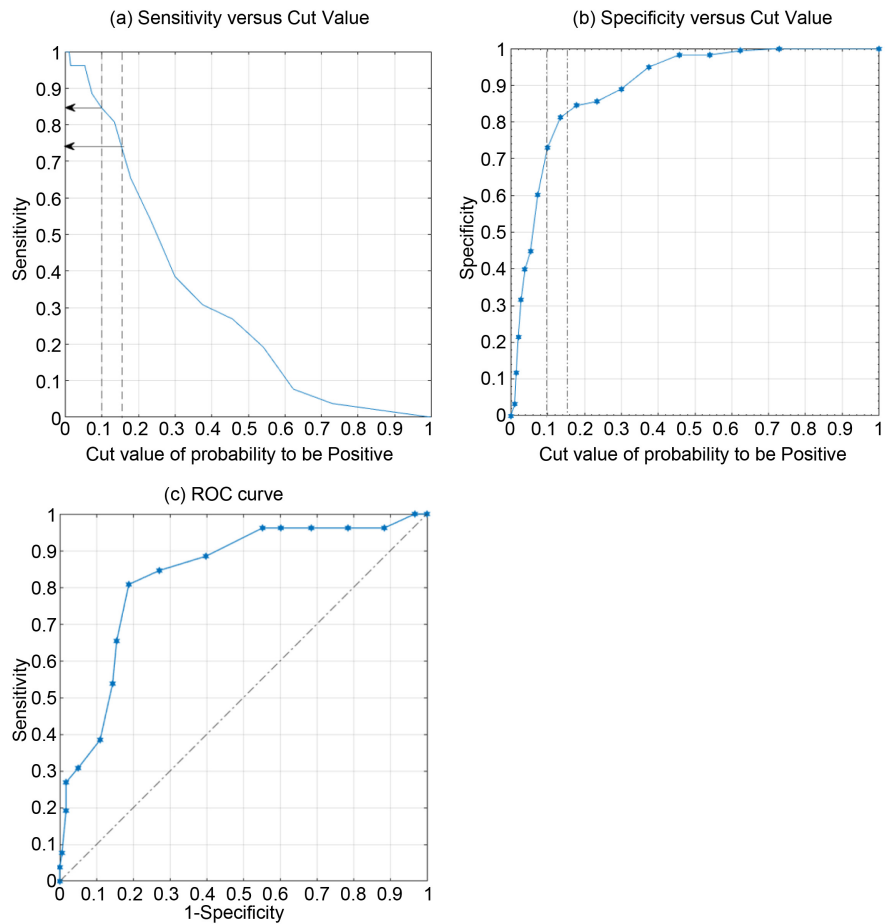 (a) Sensitivity versus Cut Value
1
0.9
0.8
0.7
0.6
0.5
0.4
0.3
0.2
0.1
0
Sensitivity
0 0.1 0.2 0.3 0.4 0.5 0.6 0.7 0.8 0.9 1
Cut value of probability to be Positive
(b) Specificity versus Cut Value
1
0.9
0.8
0.7
0.6
0.5
0.4
0.3
0.2
0.1
0
Specificity
0 0.1 0.2 0.3 0.4 0.5 0.6 0.7 0.8 0.9 1
Cut value of probability to be Positive
(c) ROC curve
1
0.9
0.8
0.7
0.6
0.5
0.4
0.3
0.2
0.1
0
Sensitivity
0 0.1 0.2 0.3 0.4 0.5 0.6 0.7 0.8 0.9 1
1-Specificity